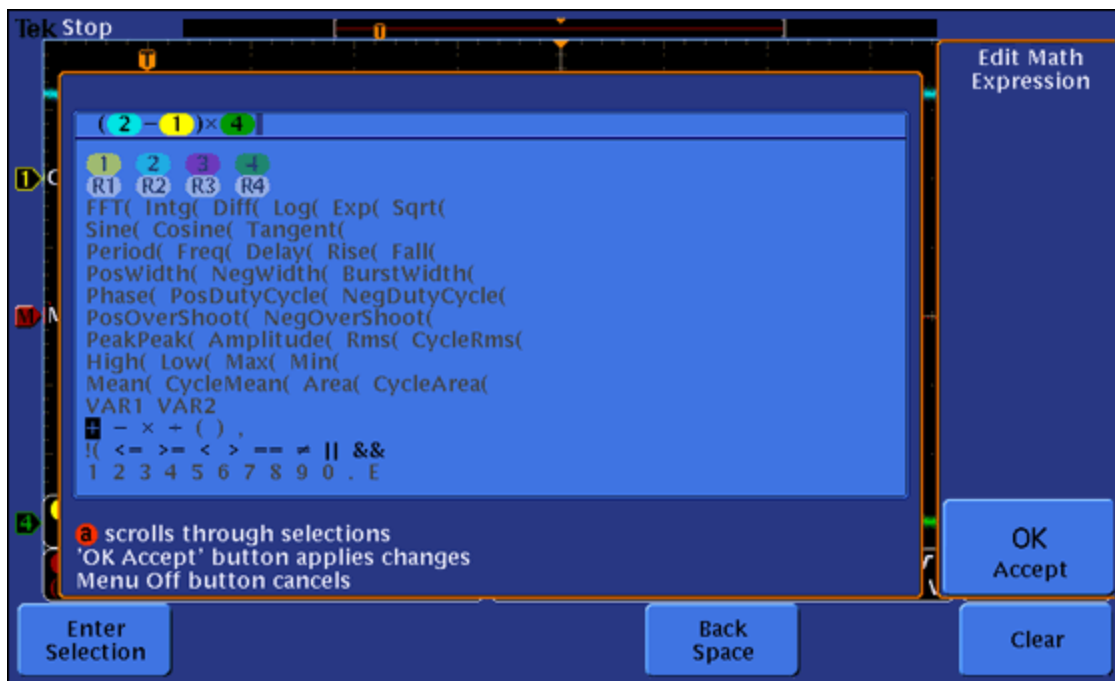 Tek Stop
T
T
Edit Math
Expression
(2-1)×4
1 2 3 4
1 C
R1 R2 R3 R4
FFT( Intg( Diff( Log( Exp( Sqrt(
Sine( Cosine( Tangent(
Period( Freq( Delay( Rise( Fall(
PosWidth( NegWidth( BurstWidth(
Phase( PosDutyCycle( NegDutyCycle(
M
PosOverShoot( NegOverShoot(
PeakPeak( Amplitude( Rms( CycleRms(
High( Low( Max( Min(
Mean( CycleMean( Area( CycleArea(
VAR1 VAR2
+ - × ÷ ( ) ,
!( <= >= < > == ≠ || &&
1 2 3 4 5 6 7 8 9 0 . E
4
a scrolls through selections
'OK Accept' button applies changes
Menu Off button cancels
OK
Accept
Enter
Selection
Back
Space
Clear